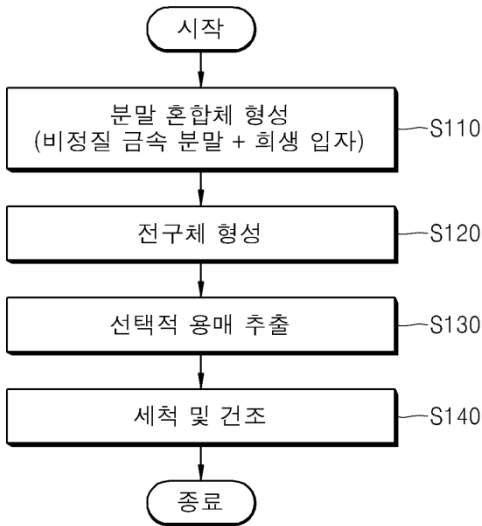 시작
분말 혼합체 형성
(비정질 금속 분말 + 희생 입자)
S110
전구체 형성
S120
선택적 용매 추출
S130
세척 및 건조
S140
종료